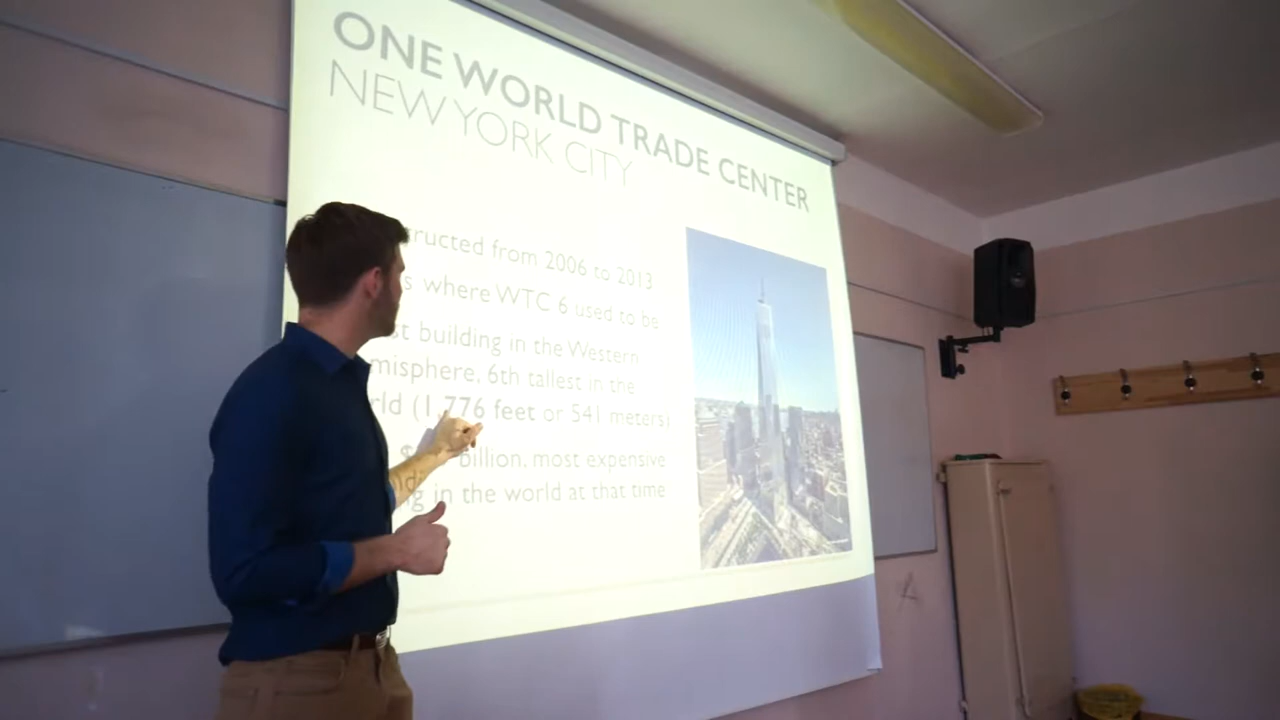 ONE WORLD TRADE CENTER
NEW YORK CITY
tructed from 2006 to 2013
s where WTC 6 used to be
st building in the Western
misphere, 6th tallest in the
rld (1,776 feet or 541 meters)
$ billion, most expensive
g in the world at that time